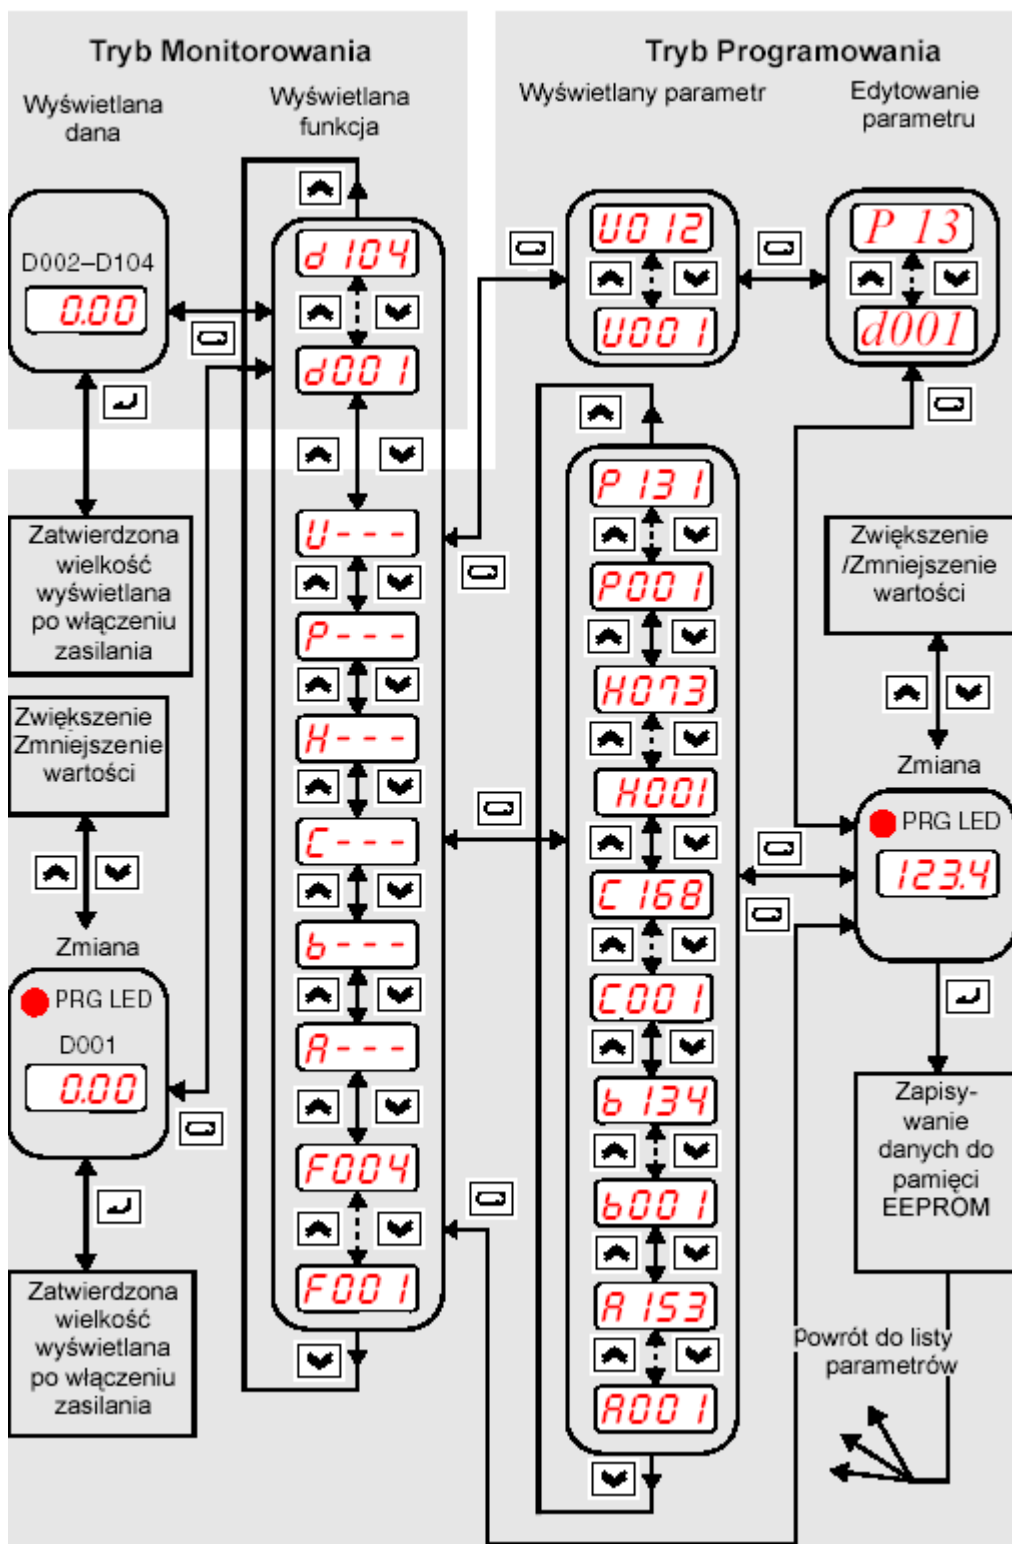 Tryb Monitorowania
Tryb Programowania
Wyświetlana
dana
Wyświetlana
funkcja
Wyświetlany parametr
Edytowanie
parametru
D002–D104
0.00
d104
d001
U012
U001
P 13
d001
Zatwierdzona
wielkość
wyświetlana
po włączeniu
zasilania
Zwiększenie
Zmniejszenie
wartości
Zmiana
PRG LED
D001
0.00
Zatwierdzona
wielkość
wyświetlana
po włączeniu
zasilania
U---
P---
H---
C---
b---
A---
F004
F001
P131
P001
H073
H001
C168
C001
b134
b001
A153
A001
Zwiększenie
/Zmniejszenie
wartości
Zmiana
PRG LED
123.4
Zapisy-
wanie
danych do
pamięci
EEPROM
Powrót do listy
parametrów